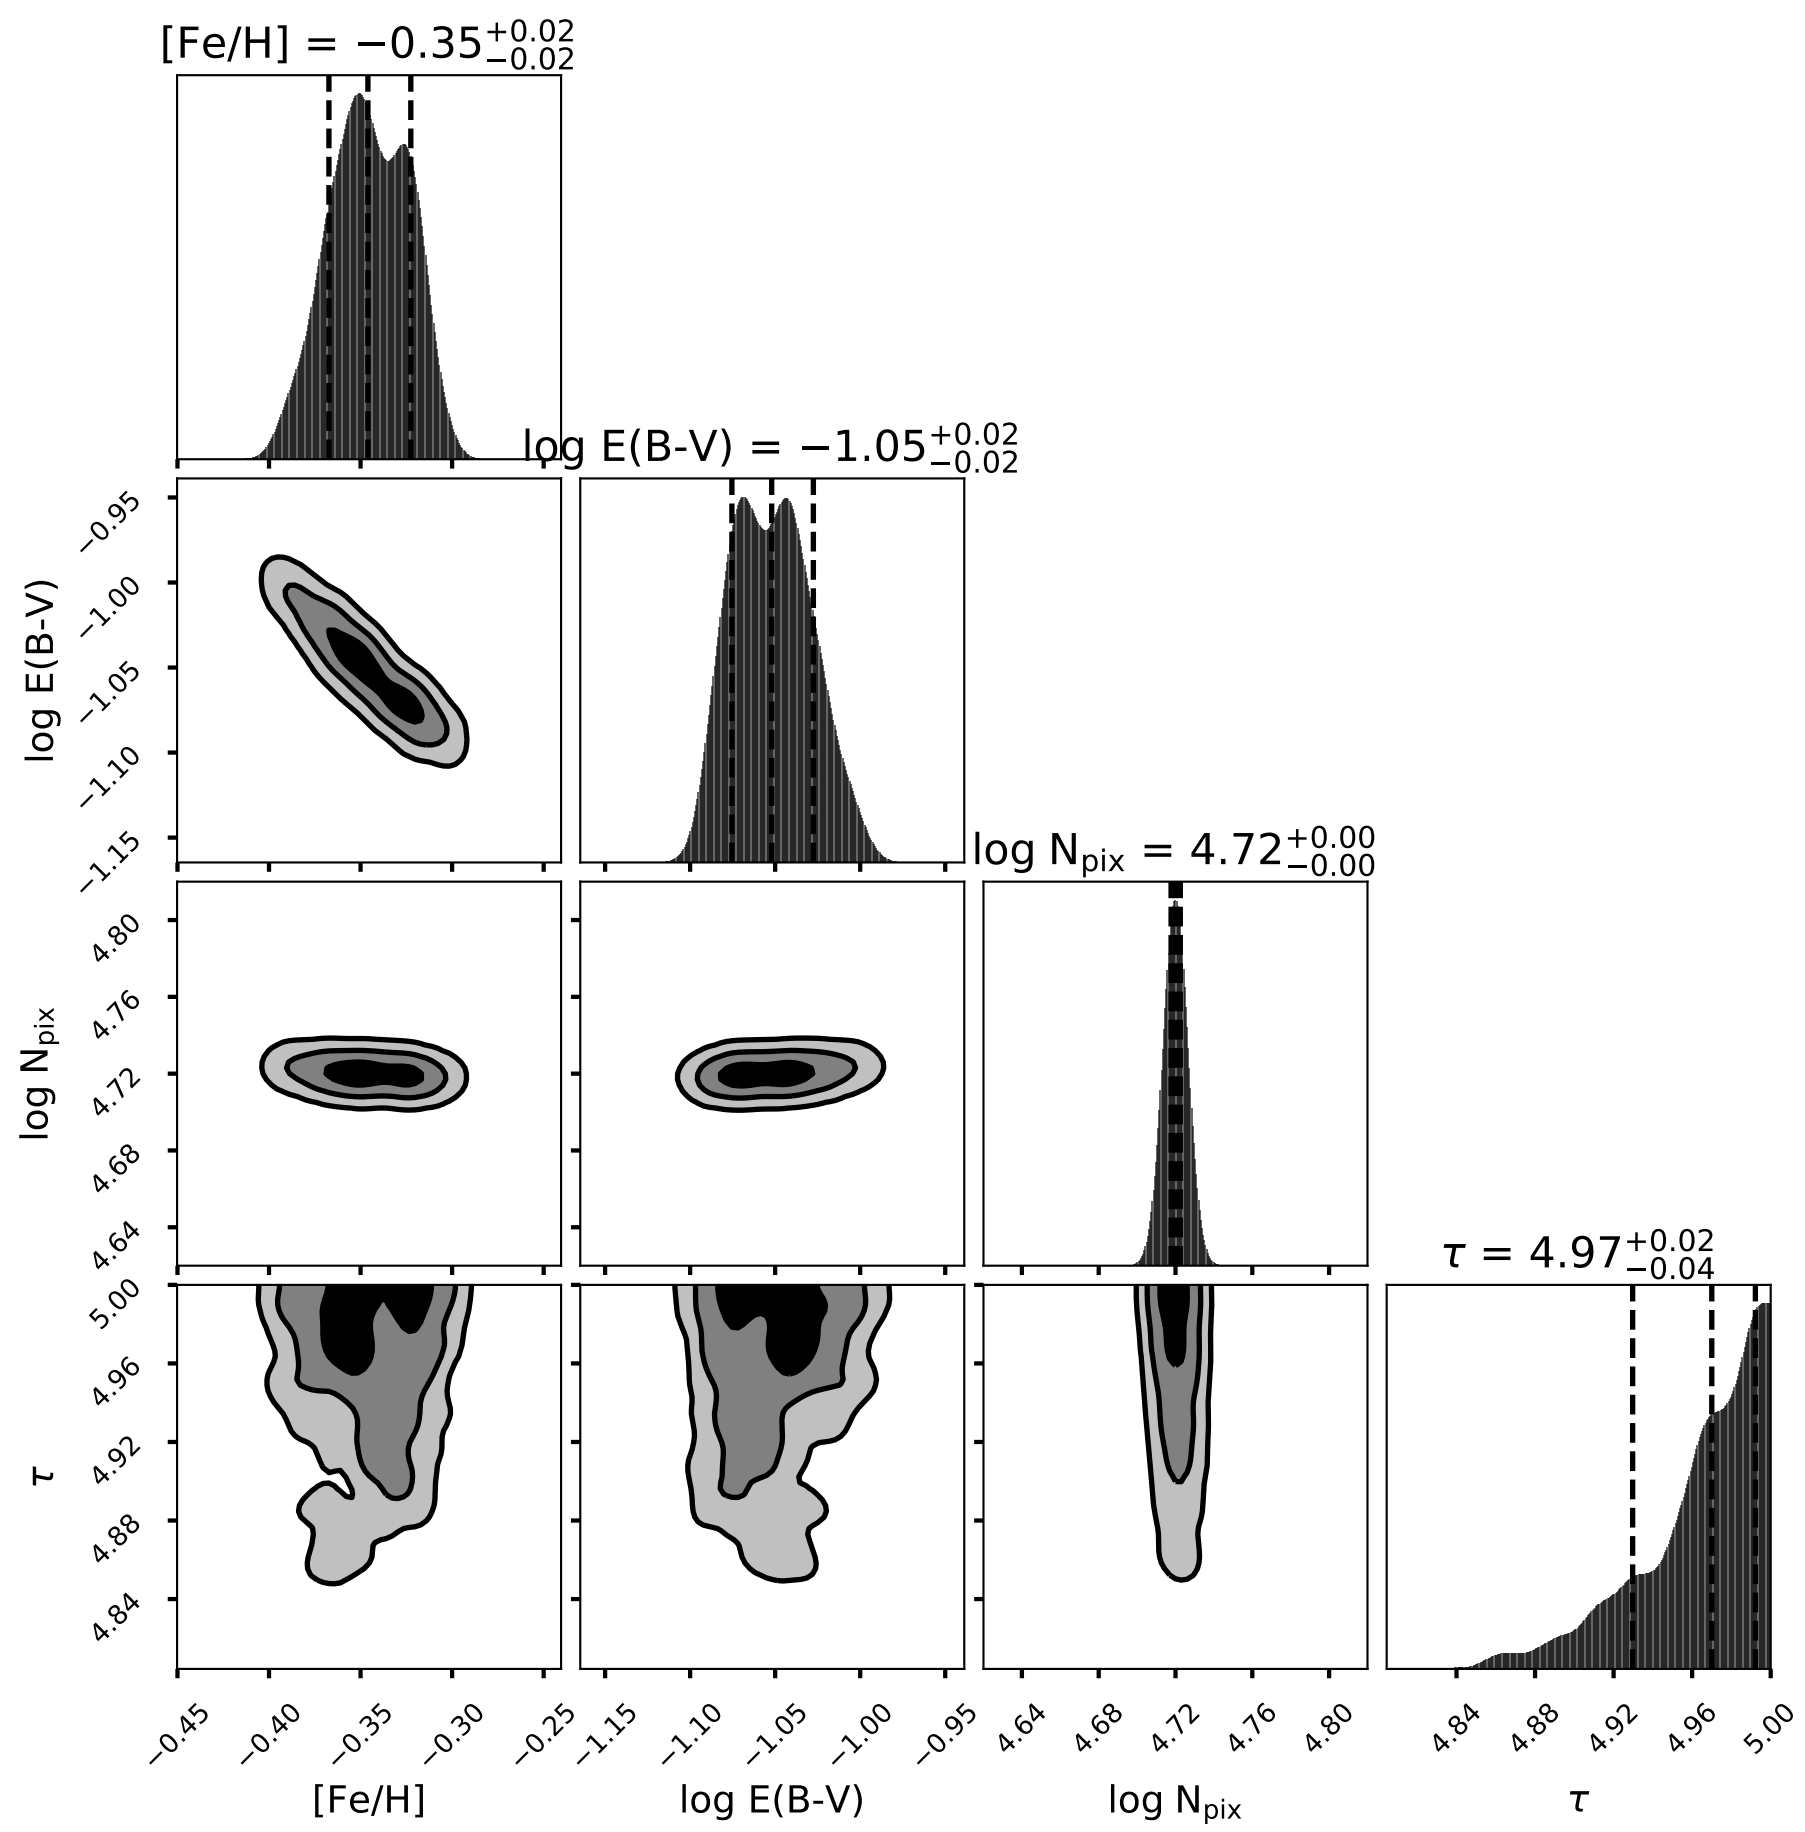 [Fe/H] = −0.35+0.02−0.02
log E(B-V) = −1.05+0.02−0.02
−0.95
−1.00
−1.05
−1.10
−1.15
log E(B-V)
log Npix = 4.72+0.00−0.00
4.80
4.76
4.72
4.68
4.64
log Npix
τ = 4.97+0.02−0.04
5.00
4.96
4.92
4.88
4.84
τ
−0.45 −0.40 −0.35 −0.30 −0.25 −1.15 −1.10 −1.05 −1.00 −0.95 4.64 4.68 4.72 4.76 4.80 4.84 4.88 4.92 4.96 5.00
[Fe/H] log E(B-V) log Npix τ